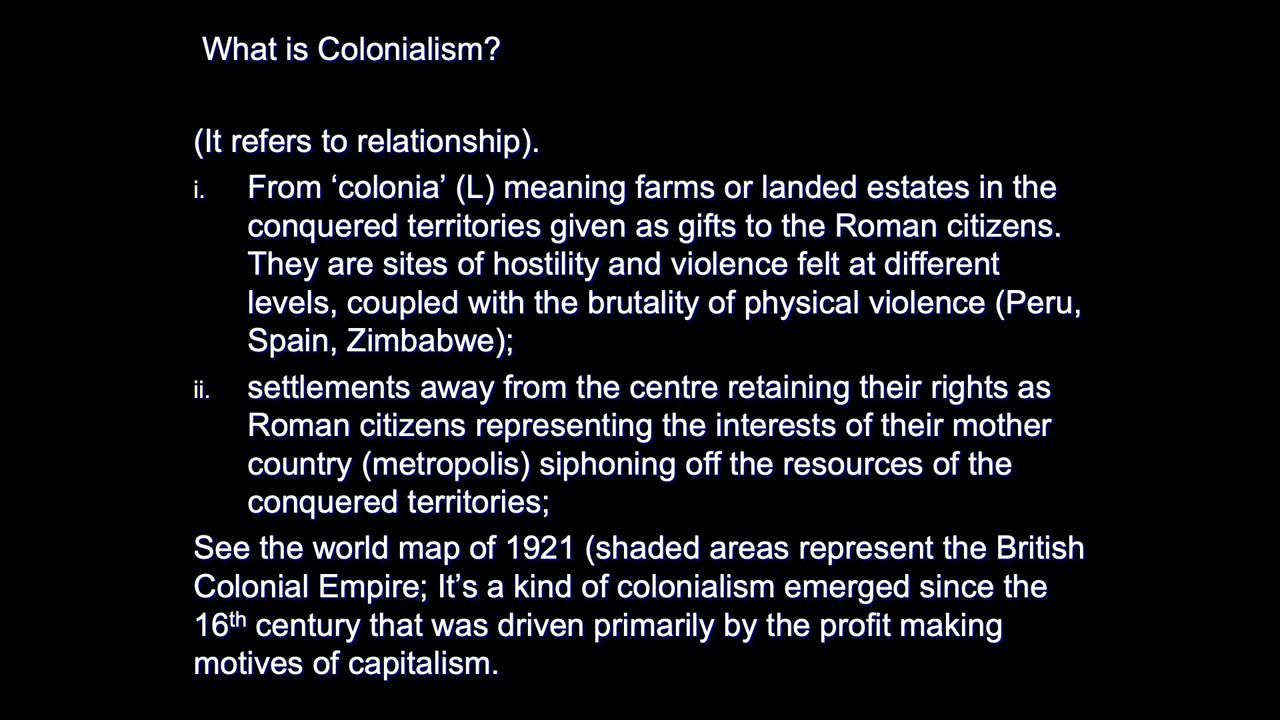 What is Colonialism?
(It refers to relationship).
i. From ‘colonia’ (L) meaning farms or landed estates in the
conquered territories given as gifts to the Roman citizens.
They are sites of hostility and violence felt at different
levels, coupled with the brutality of physical violence (Peru,
Spain, Zimbabwe);
ii. settlements away from the centre retaining their rights as
Roman citizens representing the interests of their mother
country (metropolis) siphoning off the resources of the
conquered territories;
See the world map of 1921 (shaded areas represent the British
Colonial Empire; It’s a kind of colonialism emerged since the
16th century that was driven primarily by the profit making
motives of capitalism.